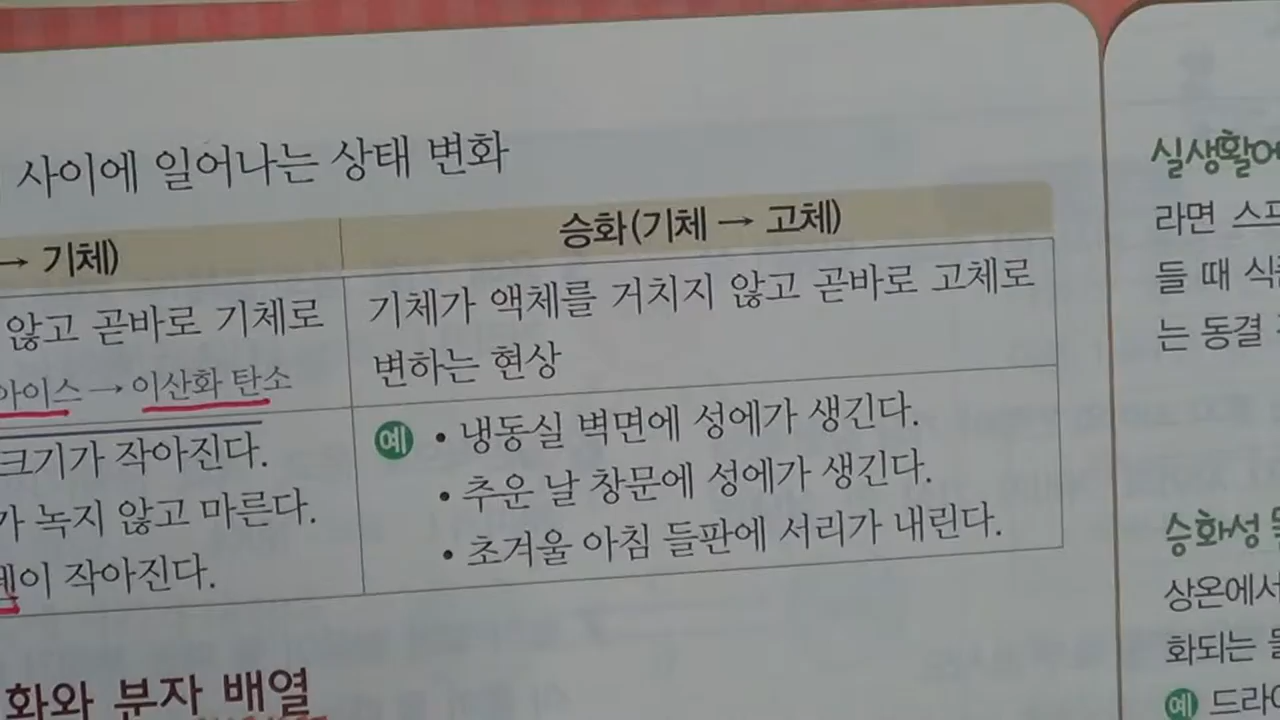 사이에 일어나는 상태 변화
→ 기체)
승화(기체 → 고체)
않고 곧바로 기체로
아이스 → 이산화 탄소
기체가 액체를 거치지 않고 곧바로 고체로
변하는 현상
크기가 작아진다.
가 녹지 않고 마른다.
이 작아진다.
예 • 냉동실 벽면에 성에가 생긴다.
• 추운 날 창문에 성에가 생긴다.
• 초겨울 아침 들판에 서리가 내린다.
화와 분자 배열
실생활에
라면 스프
들 때 식
는 동결
승화성
상온에서
화되는
예 드라이